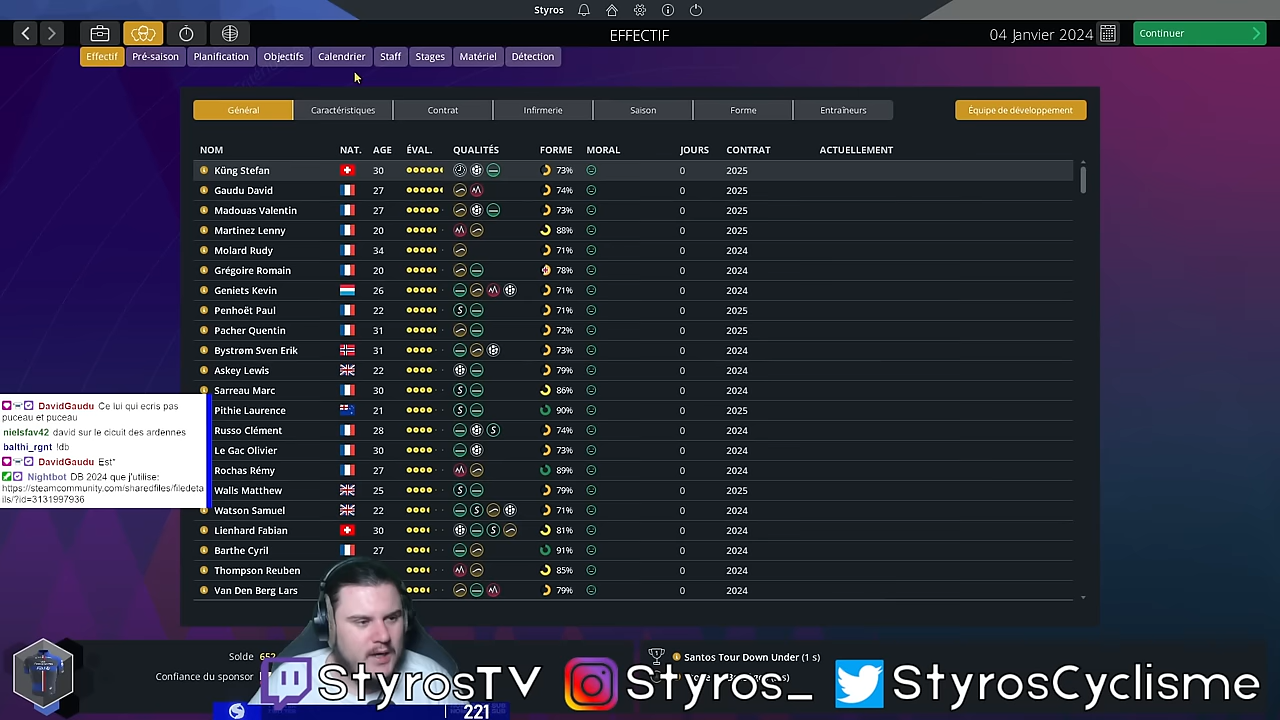 Styros
EFFECTIF
04 Janvier 2024
Continuer
Effectif Pré-saison Planification Objectifs Calendrier Staff Stages Matériel Détection
Général Caractéristiques Contrat Infirmerie Saison Forme Entraîneurs Équipe de développement
NOM NAT. AGE ÉVAL. QUALITÉS FORME MORAL JOURS CONTRAT ACTUELLEMENT
Küng Stefan 30 73% 0 2025
Gaudu David 27 74% 0 2025
Madouas Valentin 27 73% 0 2025
Martinez Lenny 20 88% 0 2025
Molard Rudy 34 71% 0 2024
Grégoire Romain 20 78% 0 2024
Geniets Kevin 26 71% 0 2024
Penhoët Paul 22 S 71% 0 2025
Pacher Quentin 31 72% 0 2025
Bystrøm Sven Erik 31 73% 0 2024
Askey Lewis 22 79% 0 2024
Sarreau Marc 30 S 86% 0 2024
Pithie Laurence 21 S 90% 0 2024
Russo Clément 28 S 74% 0 2025
Le Gac Olivier 30 73% 0 2024
Rochas Rémy 27 89% 0 2024
Walls Matthew 25 S 79% 0 2025
Watson Samuel 22 S 71% 0 2024
Lienhard Fabian 30 S 81% 0 2024
Barthe Cyril 27 91% 0 2024
Thompson Reuben 85% 0 2024
Van Den Berg Lars 79% 0 2024
DavidGaudu Ce lui qui ecris pas
puceau et puceau
nielsfav42 david sur le cicuit des ardennes
balthi_rgnt !db
DavidGaudu Est*
Nightbot DB 2024 que j'utilise:
https://steamcommunity.com/sharedfiles/filedeta
ils/?id=3131997936
Solde 652
Confiance du sponsor
Santos Tour Down Under (1 s)
StyrosTV Styros_ StyrosCyclisme
221